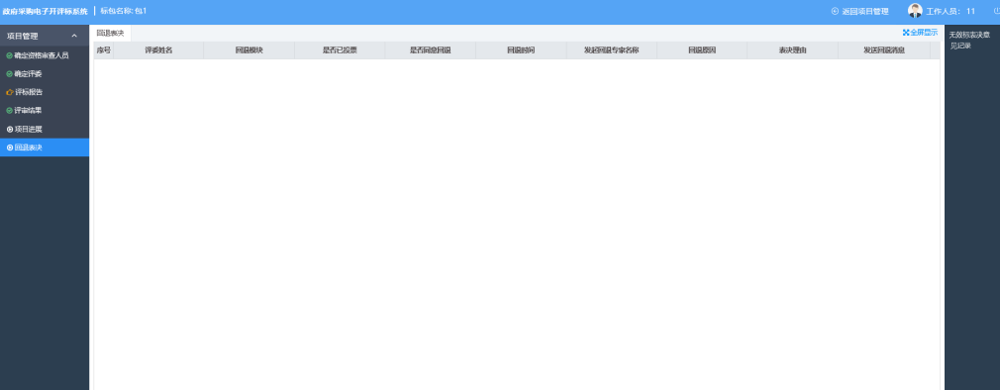 政府采购电子开评标系统 标包名称:包1 返回项目管理 工作人员: 11
项目管理
确定资格审查人员
确定评委
评标报告
评审结果
项目进展
回退表决
回退表决 全屏显示
序号 评委姓名 回退模块 是否已投票 是否同意回退 回退时间 发起回退专家名称 回退原因 表决理由 发送回退消息
无效标表决意
见记录